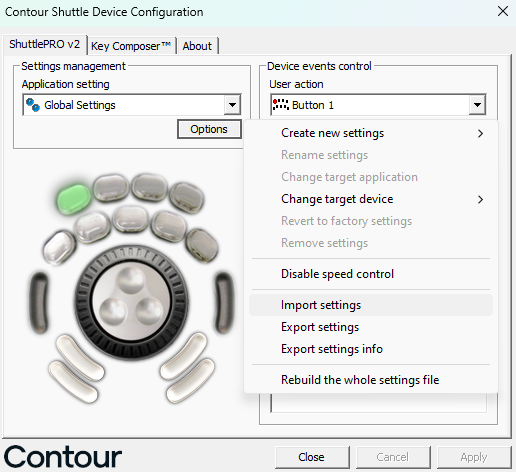 Contour Shuttle Device Configuration
ShuttlePRO v2
Key Composer™
About
Settings management
Application setting
Global Settings
Options
Device events control
User action
Button 1
Create new settings
Rename settings
Change target application
Change target device
Revert to factory settings
Remove settings
Disable speed control
Import settings
Export settings
Export settings info
Rebuild the whole settings file
Contour
Close
Cancel
Apply